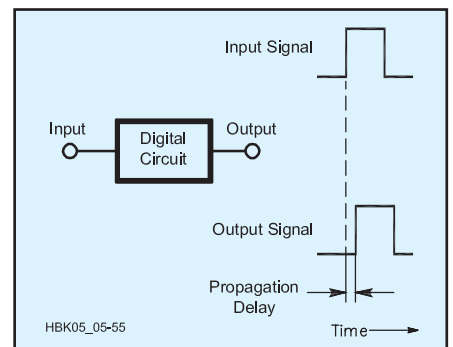 Input Signal
Input
Digital
Circuit
Output
Output Signal
Propagation
Delay
HBK05_05-55
Time